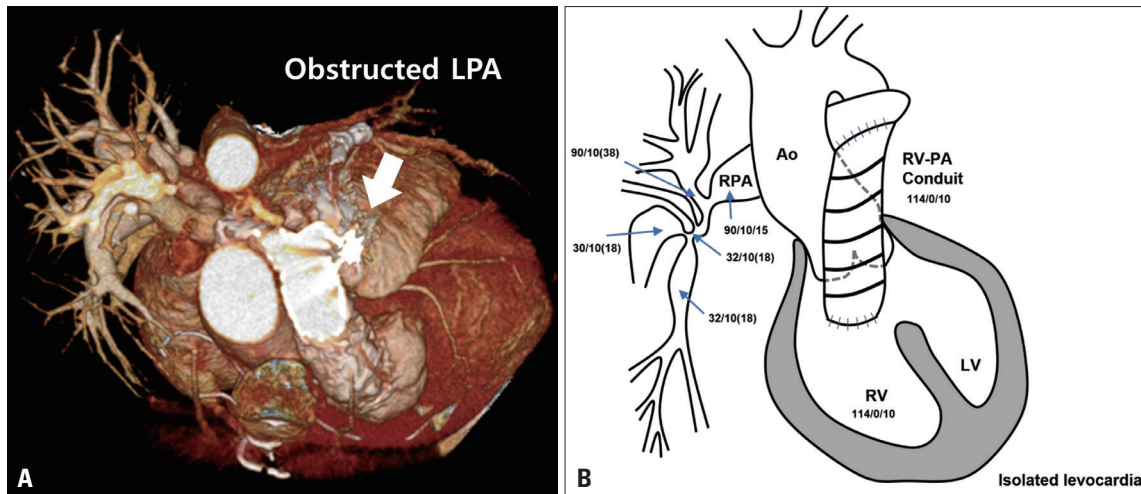 Obstructed LPA
A
90/10(38)
RPA
Ao
RV-PA
Conduit
114/0/10
30/10(18)
90/10/15
32/10(18)
32/10(18)
LV
RV
114/0/10
Isolated levocardia
B